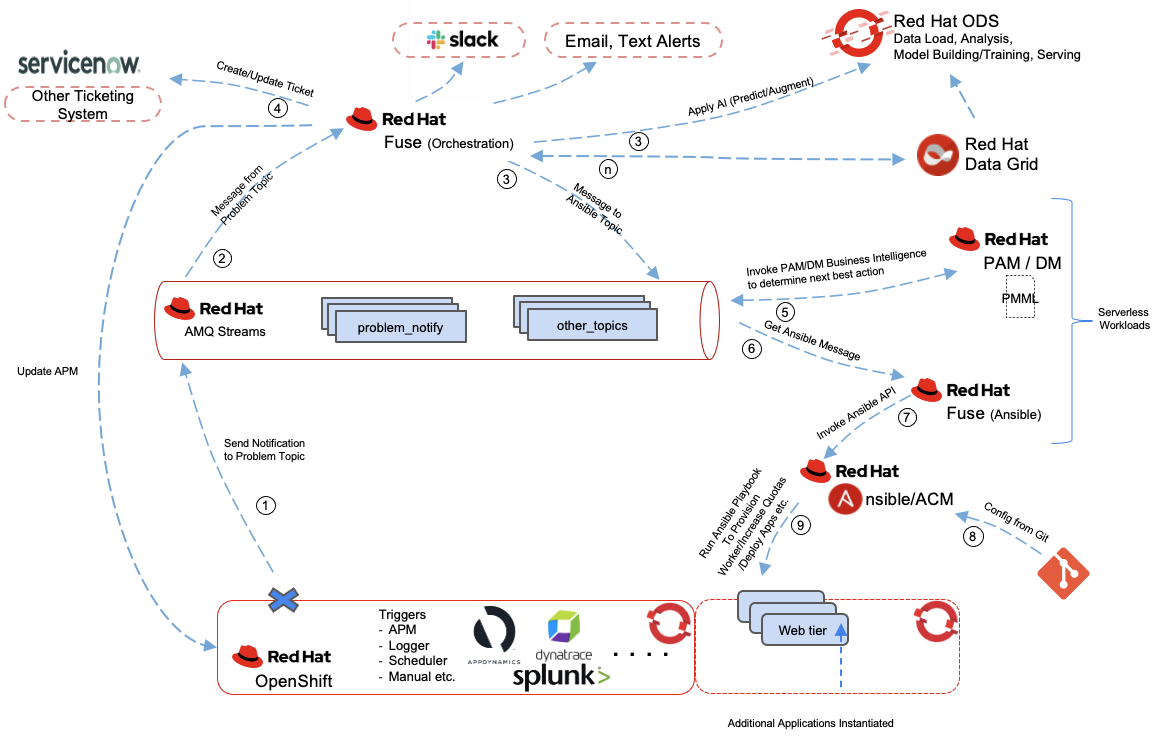 servicenow.
Other Ticketing
System
Create/Update Ticket
4
slack
Email, Text Alerts
Red Hat ODS
Data Load, Analysis,
Model Building/Training, Serving
Red Hat
Fuse (Orchestration)
Apply AI (Predict/Augment)
3
n
Red Hat
Data Grid
Message from
Problem Topic
2
3
Message to
Ansible Topic
Red Hat
AMQ Streams
problem_notify
other_topics
Invoke PAM/DM Business Intelligence
to determine next best action
5
Red Hat
PAM / DM
PMML
Serverless
Workloads
6
Get Ansible Message
Red Hat
Fuse (Ansible)
Invoke Ansible API
7
Update APM
Send Notification
to Problem Topic
1
Red Hat
A
nsible/ACM
Run Ansible Playbook
To Provision
Worker/Increase Quotas
/Deploy Apps etc.
9
Config from Git
8
Red Hat
OpenShift
Triggers
- APM
- Logger
- Scheduler
- Manual etc.
APPDYNAMICS
dynatrace
splunk>
. . . .
Web tier
Additional Applications Instantiated